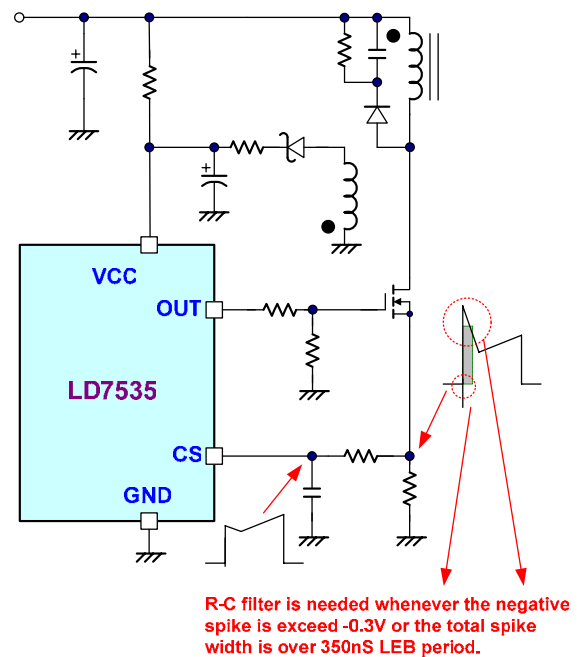 +
+
VCC
OUT
LD7535
CS
GND
R-C filter is needed whenever the negative
spike is exceed -0.3V or the total spike
width is over 350nS LEB period.